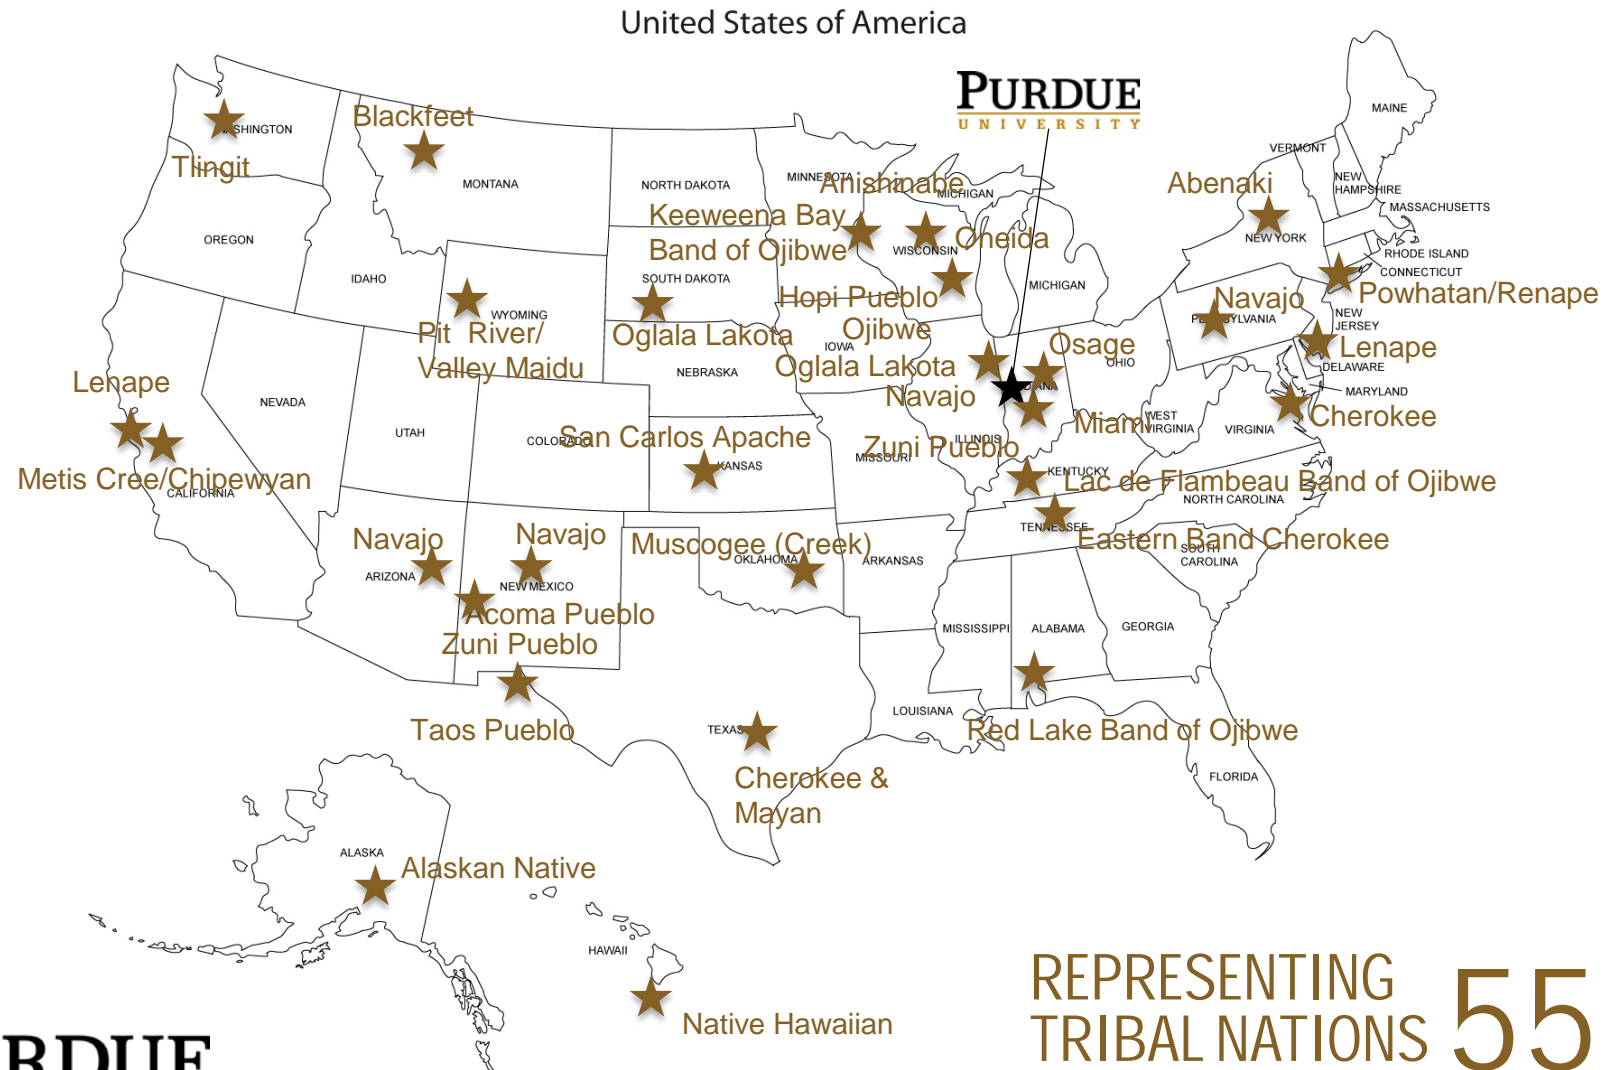 United States of America
PURDUE
UNIVERSITY
MAINE
WASHINGTON
Blackfeet
VERMONT
Tlingit
MONTANA
NORTH DAKOTA
MINNESOTA
Anishinabe
MICHIGAN
Abenaki
NEW
HAMPSHIRE
MASSACHUSETTS
Keeweena Bay
Band of Ojibwe
OREGON
WISCONSIN
Oneida
NEW YORK
RHODE ISLAND
CONNECTICUT
IDAHO
SOUTH DAKOTA
MICHIGAN
Hopi Pueblo
Ojibwe
Navajo
Powhatan/Renape
WYOMING
Pit River/
Valley Maidu
Oglala Lakota
IOWA
PENNSYLVANIA
NEW
JERSEY
Osage
Lenape
OHIO
Oglala Lakota
DELAWARE
NEBRASKA
Lenape
NEVADA
INDIANA
MARYLAND
Navajo
Cherokee
UTAH
COLORADO
San Carlos Apache
Miami
WEST
VIRGINIA
VIRGINIA
Zuni Pueblo
ILLINOIS
MISSOURI
KANSAS
KENTUCKY
Metis Cree/Chipewyan
CALIFORNIA
Lac de Flambeau Band of Ojibwe
NORTH CAROLINA
TENNESSEE
Eastern Band Cherokee
Navajo
Navajo
Muscogee (Creek)
OKLAHOMA
ARKANSAS
SOUTH
CAROLINA
ARIZONA
NEW MEXICO
Acoma Pueblo
Zuni Pueblo
MISSISSIPPI
ALABAMA
GEORGIA
Taos Pueblo
TEXAS
LOUISIANA
Red Lake Band of Ojibwe
Cherokee &
Mayan
FLORIDA
ALASKA
Alaskan Native
HAWAII
Native Hawaiian
REPRESENTING
TRIBAL NATIONS 55
RDUE